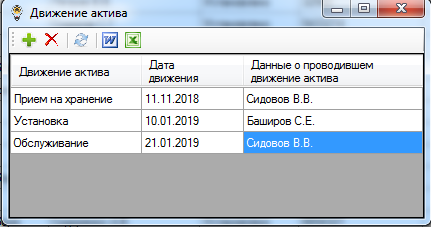 Движение актива
Движение актива Дата движения Данные о проводившем движение актива
Прием на хранение 11.11.2018 Сидовов В.В.
Установка 10.01.2019 Баширов С.Е.
Обслуживание 21.01.2019 Сидовов В.В.